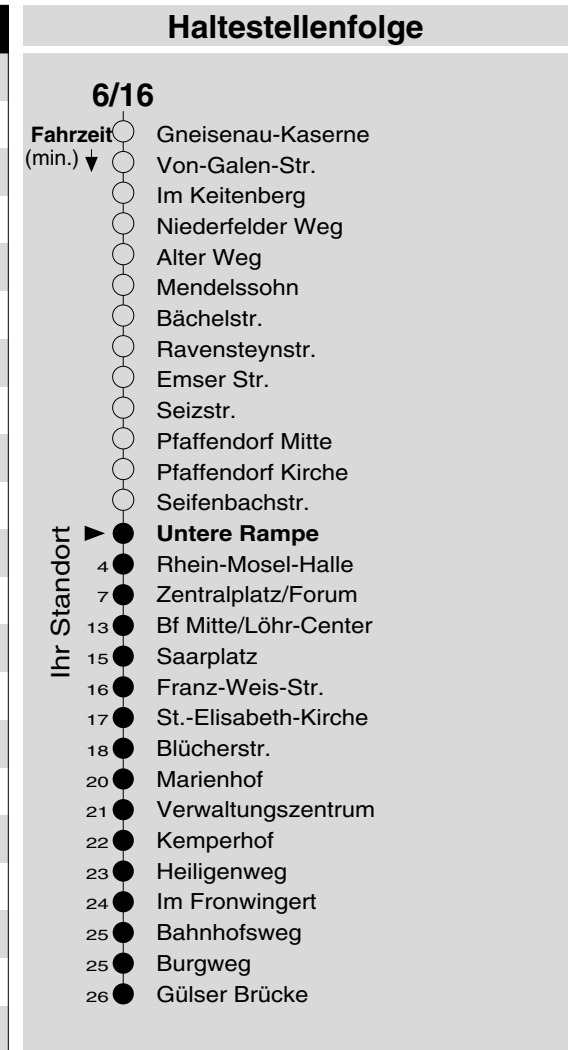 Haltestellenfolge
6/16
Fahrzeit
(min.)
Gneisenau-Kaserne
Von-Galen-Str.
Im Keitenberg
Niederfelder Weg
Alter Weg
Mendelssohn
Bächelstr.
Ravensteynstr.
Emser Str.
Seizstr.
Pfaffendorf Mitte
Pfaffendorf Kirche
Seifenbachstr.
Ihr Standort
Untere Rampe
4 Rhein-Mosel-Halle
7 Zentralplatz/Forum
13 Bf Mitte/Löhr-Center
15 Saarplatz
16 Franz-Weis-Str.
17 St.-Elisabeth-Kirche
18 Blücherstr.
20 Marienhof
21 Verwaltungszentrum
22 Kemperhof
23 Heiligenweg
24 Im Fronwingert
25 Bahnhofsweg
25 Burgweg
26 Gülser Brücke